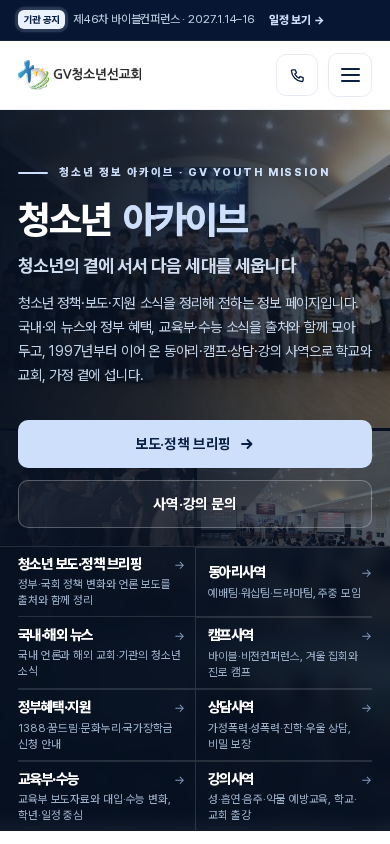 기관 공지 제46차 바이블컨퍼런스 · 2027.1.14–16 일정 보기 →
GV청소년선교회
청소년 정보 아카이브 · GV YOUTH MISSION
청소년 아카이브
청소년의 곁에 서서 다음 세대를 세웁니다
청소년 정책·보도·지원 소식을 정리해 전하는 정보 페이지입니다.
국내·외 뉴스와 정부 혜택, 교육부·수능 소식을 출처와 함께 모아
두고, 1997년부터 이어 온 동아리·캠프·상담·강의 사역으로 학교와
교회, 가정 곁에 섭니다.
보도·정책 브리핑 →
사역·강의 문의
청소년 보도·정책 브리핑 →
정부·국회 정책 변화와 언론 보도를
출처와 함께 정리
동아리사역 →
예배팀·워십팀·드라마팀, 주중 모임
국내·해외 뉴스 →
국내 언론과 해외 교회·기관의 청소년
소식
캠프사역 →
바이블·비전컨퍼런스, 겨울 집회와
진로 캠프
정부혜택·지원 →
1388·꿈드림·문화누리·국가장학금
신청 안내
상담사역 →
가정폭력·성폭력·진학·우울 상담,
비밀 보장
교육부·수능 →
교육부 보도자료와 대입·수능 변화,
학년·일정 중심
강의사역 →
성·흡연·음주·약물 예방교육, 학교·
교회 출강